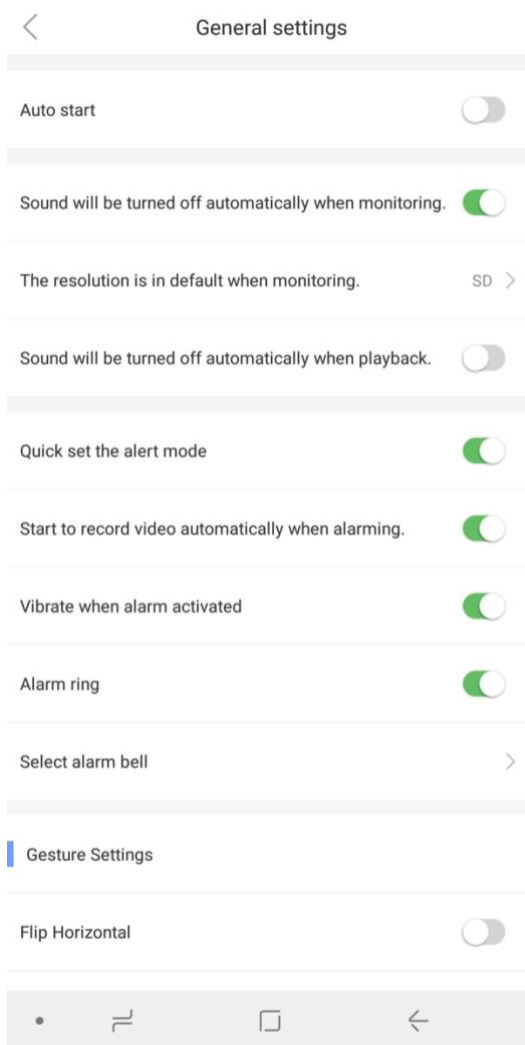 General settings
Auto start
Sound will be turned off automatically when monitoring.
The resolution is in default when monitoring.
SD
Sound will be turned off automatically when playback.
Quick set the alert mode
Start to record video automatically when alarming.
Vibrate when alarm activated
Alarm ring
Select alarm bell
Gesture Settings
Flip Horizontal